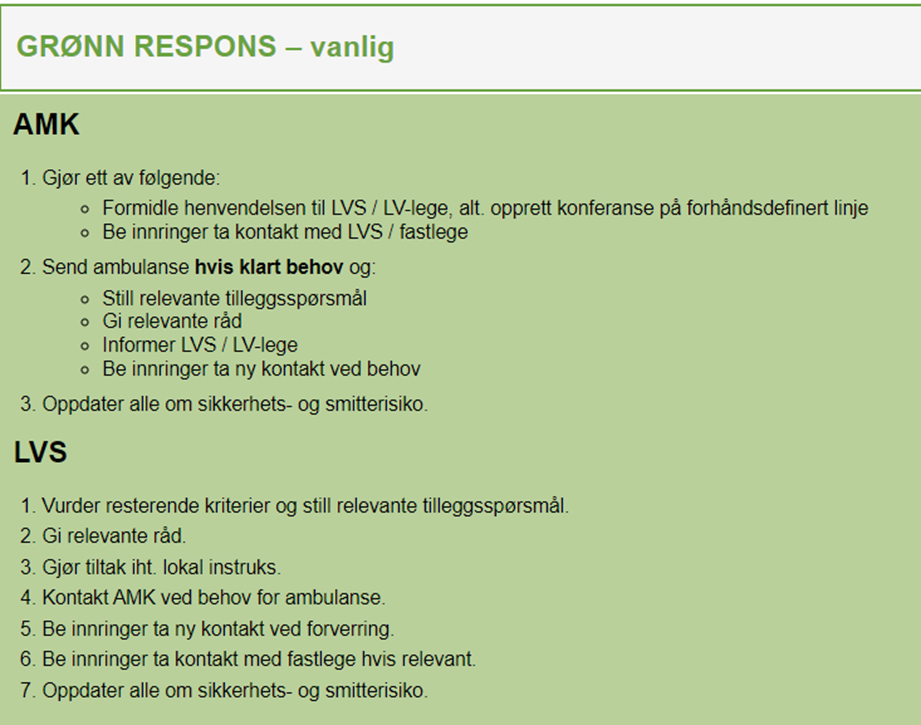 GRØNN RESPONS – vanlig
AMK
1. Gjør ett av følgende:
Formidle henvendelsen til LVS / LV-lege, alt. opprett konferanse på forhåndsdefinert linje
Be innringer ta kontakt med LVS / fastlege
2. Send ambulanse hvis klart behov og:
Still relevante tilleggsspørsmål
Gi relevante råd
Informer LVS / LV-lege
Be innringer ta ny kontakt ved behov
3. Oppdater alle om sikkerhets- og smitterisiko.
LVS
1. Vurder resterende kriterier og still relevante tilleggsspørsmål.
2. Gi relevante råd.
3. Gjør tiltak iht. lokal instruks.
4. Kontakt AMK ved behov for ambulanse.
5. Be innringer ta ny kontakt ved forverring.
6. Be innringer ta kontakt med fastlege hvis relevant.
7. Oppdater alle om sikkerhets- og smitterisiko.